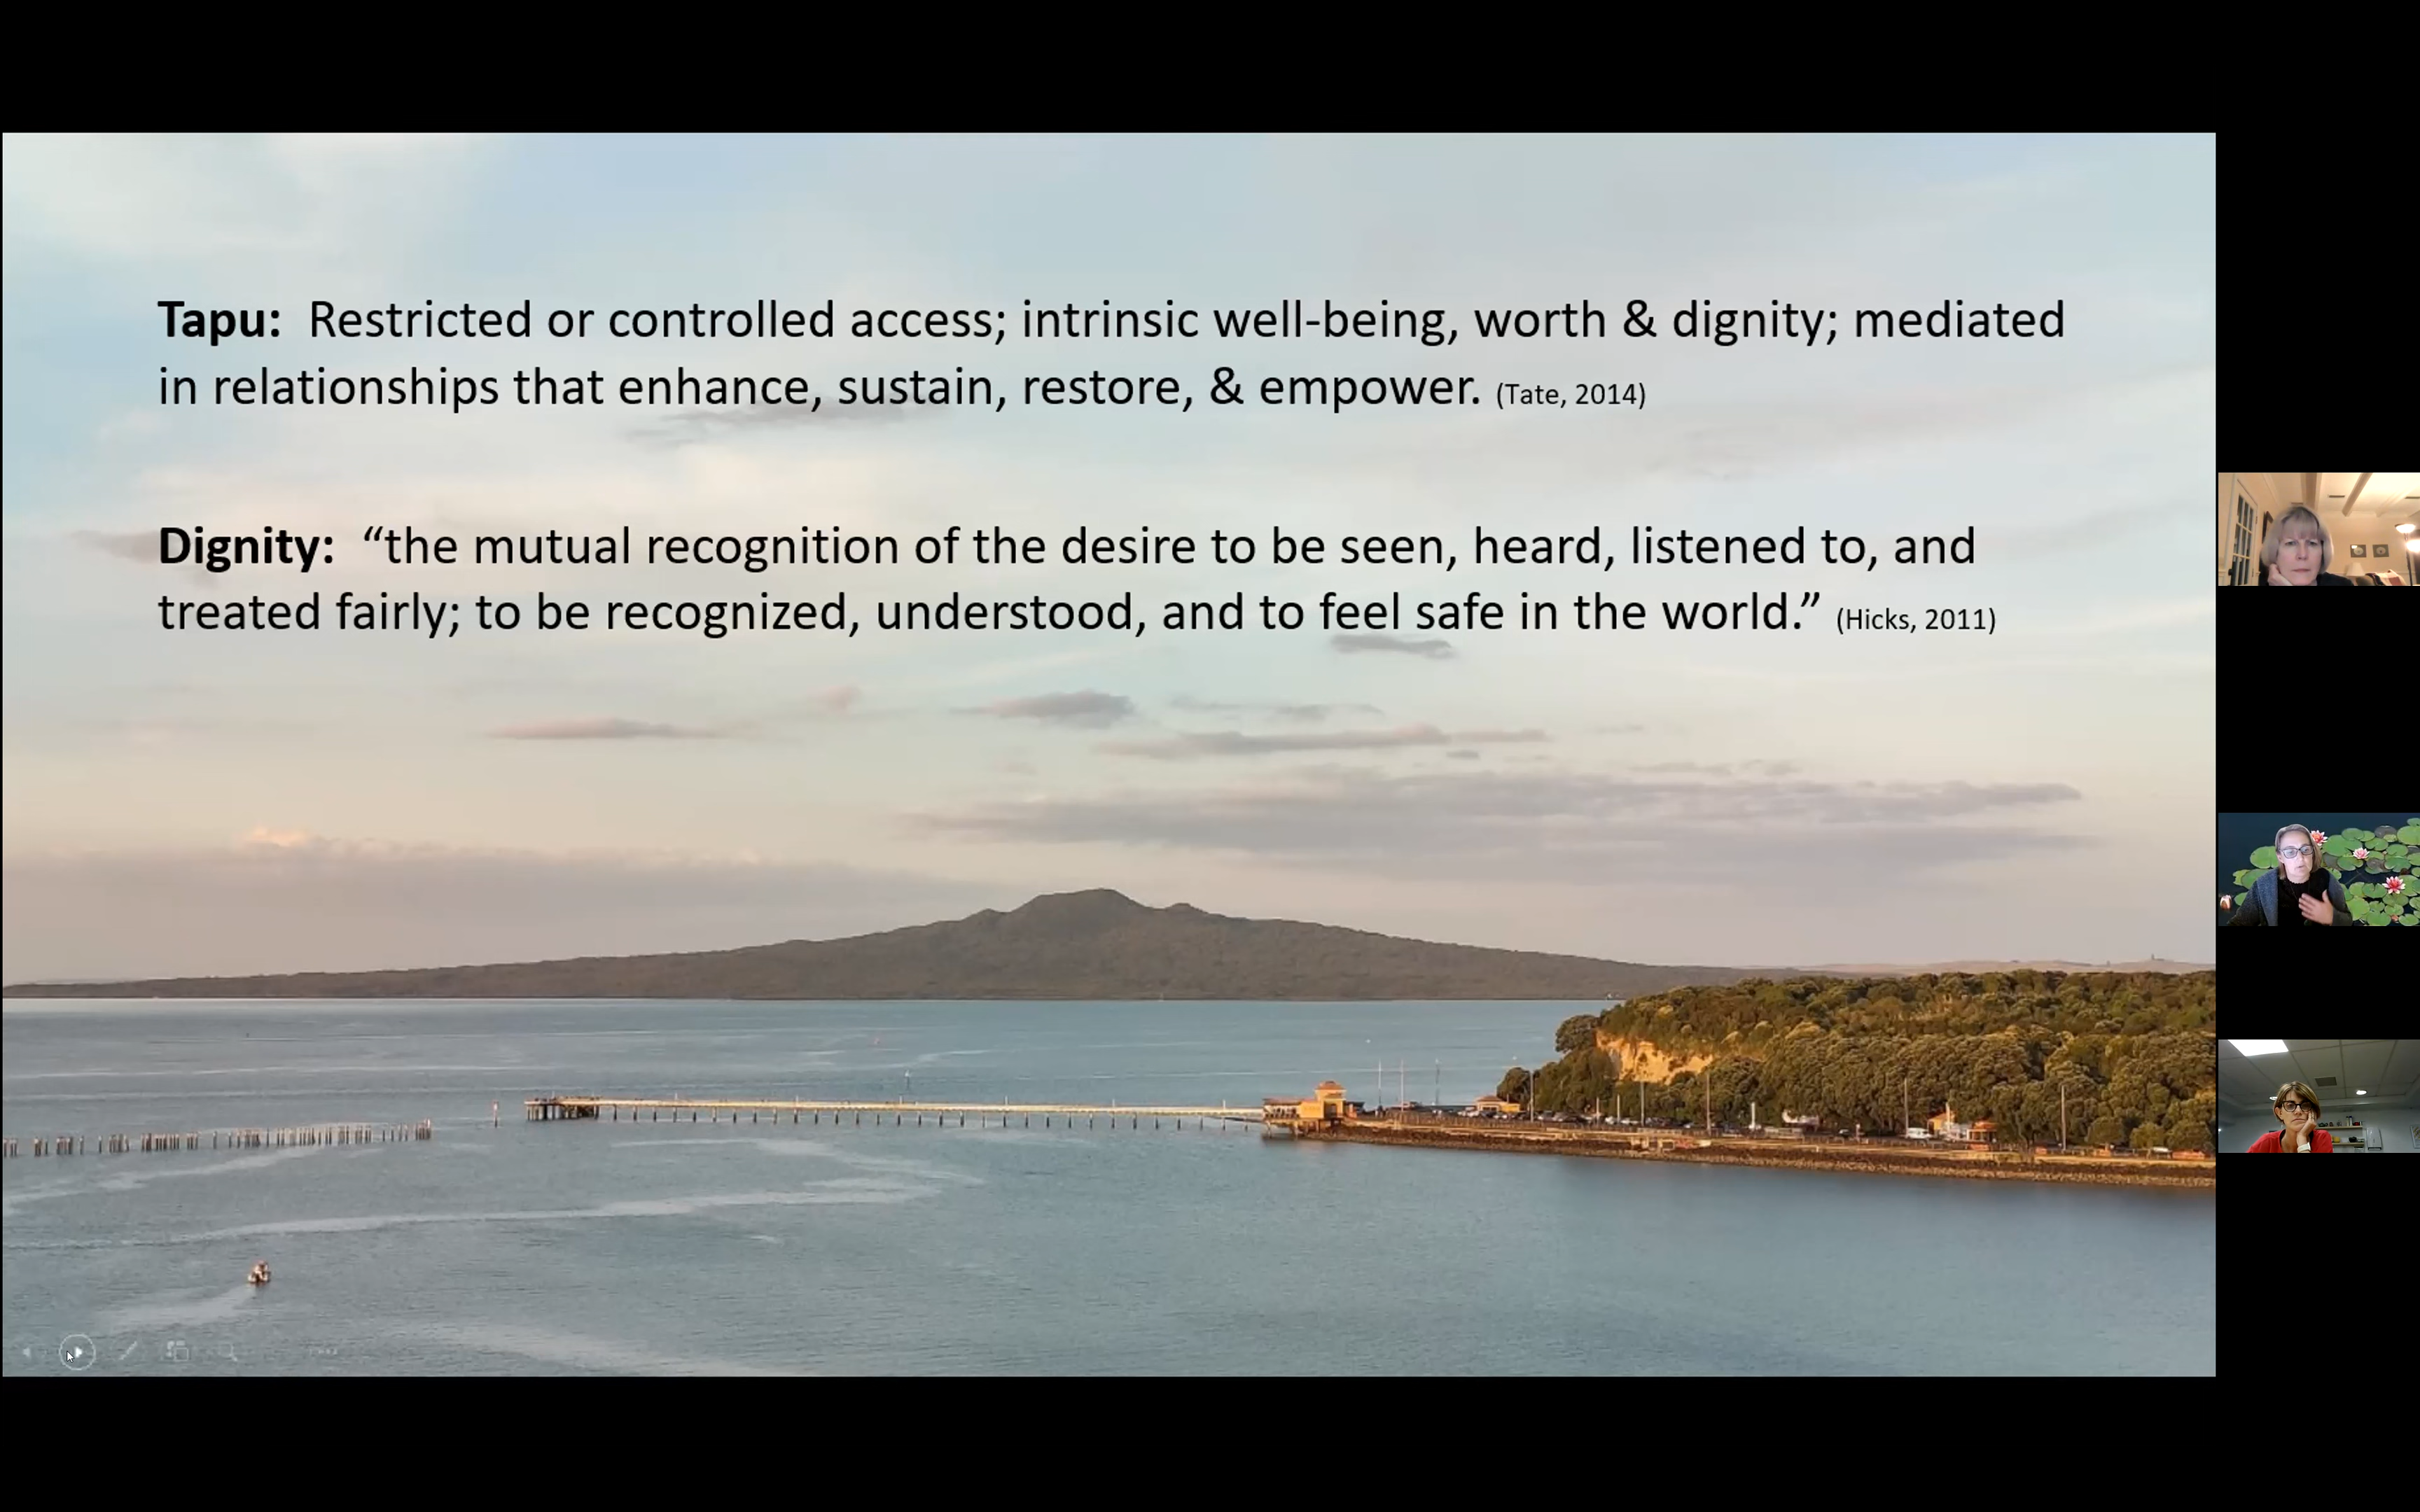 Tapu:  Restricted or controlled access; intrinsic well-being, worth & dignity; mediated
in relationships that enhance, sustain, restore, & empower. (Tate, 2014)
Dignity:  “the mutual recognition of the desire to be seen, heard, listened to, and
treated fairly; to be recognized, understood, and to feel safe in the world.” (Hicks, 2011)